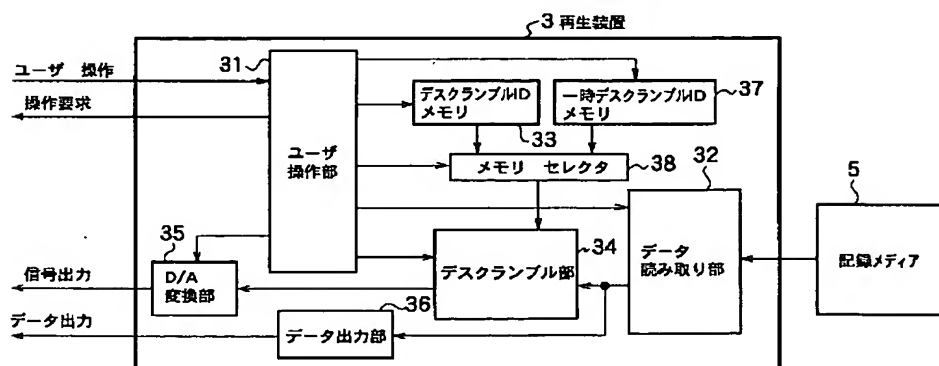 3 再生装置
ユーザ 操作
操作要求
31
ユーザ
操作部
デスクランブルID
メモリ
33
一時デスクランブルID
メモリ
37
メモリ セレクタ
38
32
データ
読み取り部
5
記録メディア
デスクランブル部
34
35
D/A
変換部
信号出力
データ出力
36
データ出力部